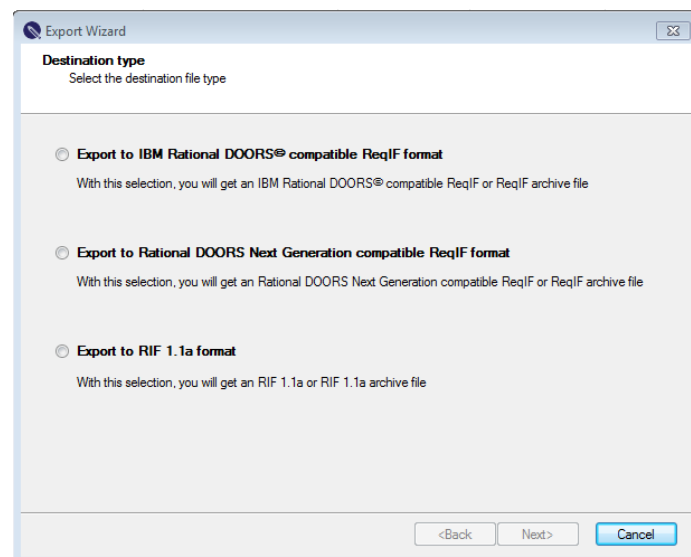 Export Wizard
Destination type
Select the destination file type
Export to IBM Rational DOORS® compatible ReqIF format
With this selection, you will get an IBM Rational DOORS® compatible ReqIF or ReqIF archive file
Export to Rational DOORS Next Generation compatible ReqIF format
With this selection, you will get an Rational DOORS Next Generation compatible ReqIF or ReqIF archive file
Export to RIF 1.1a format
With this selection, you will get an RIF 1.1a or RIF 1.1a archive file
<Back Next> Cancel